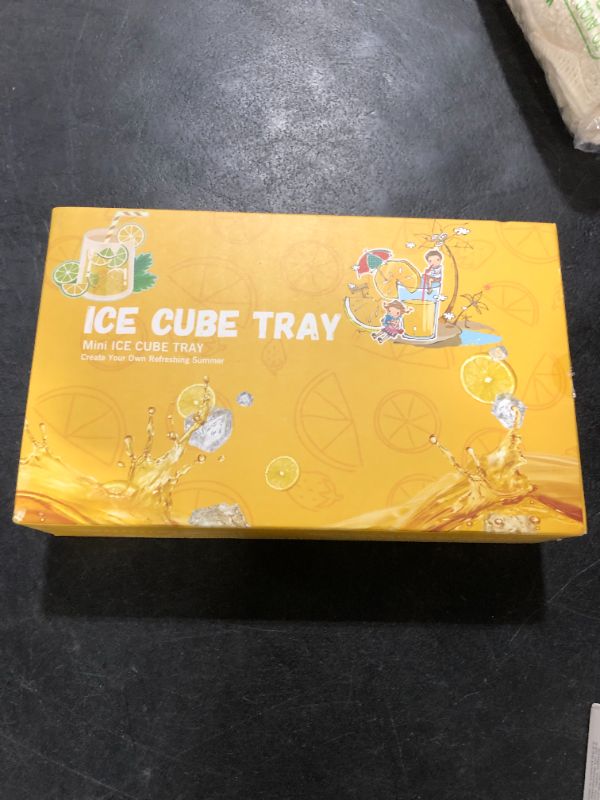 ICE CUBE TRAY
Mini ICE CUBE TRAY
Create Your Own Refreshing Summer